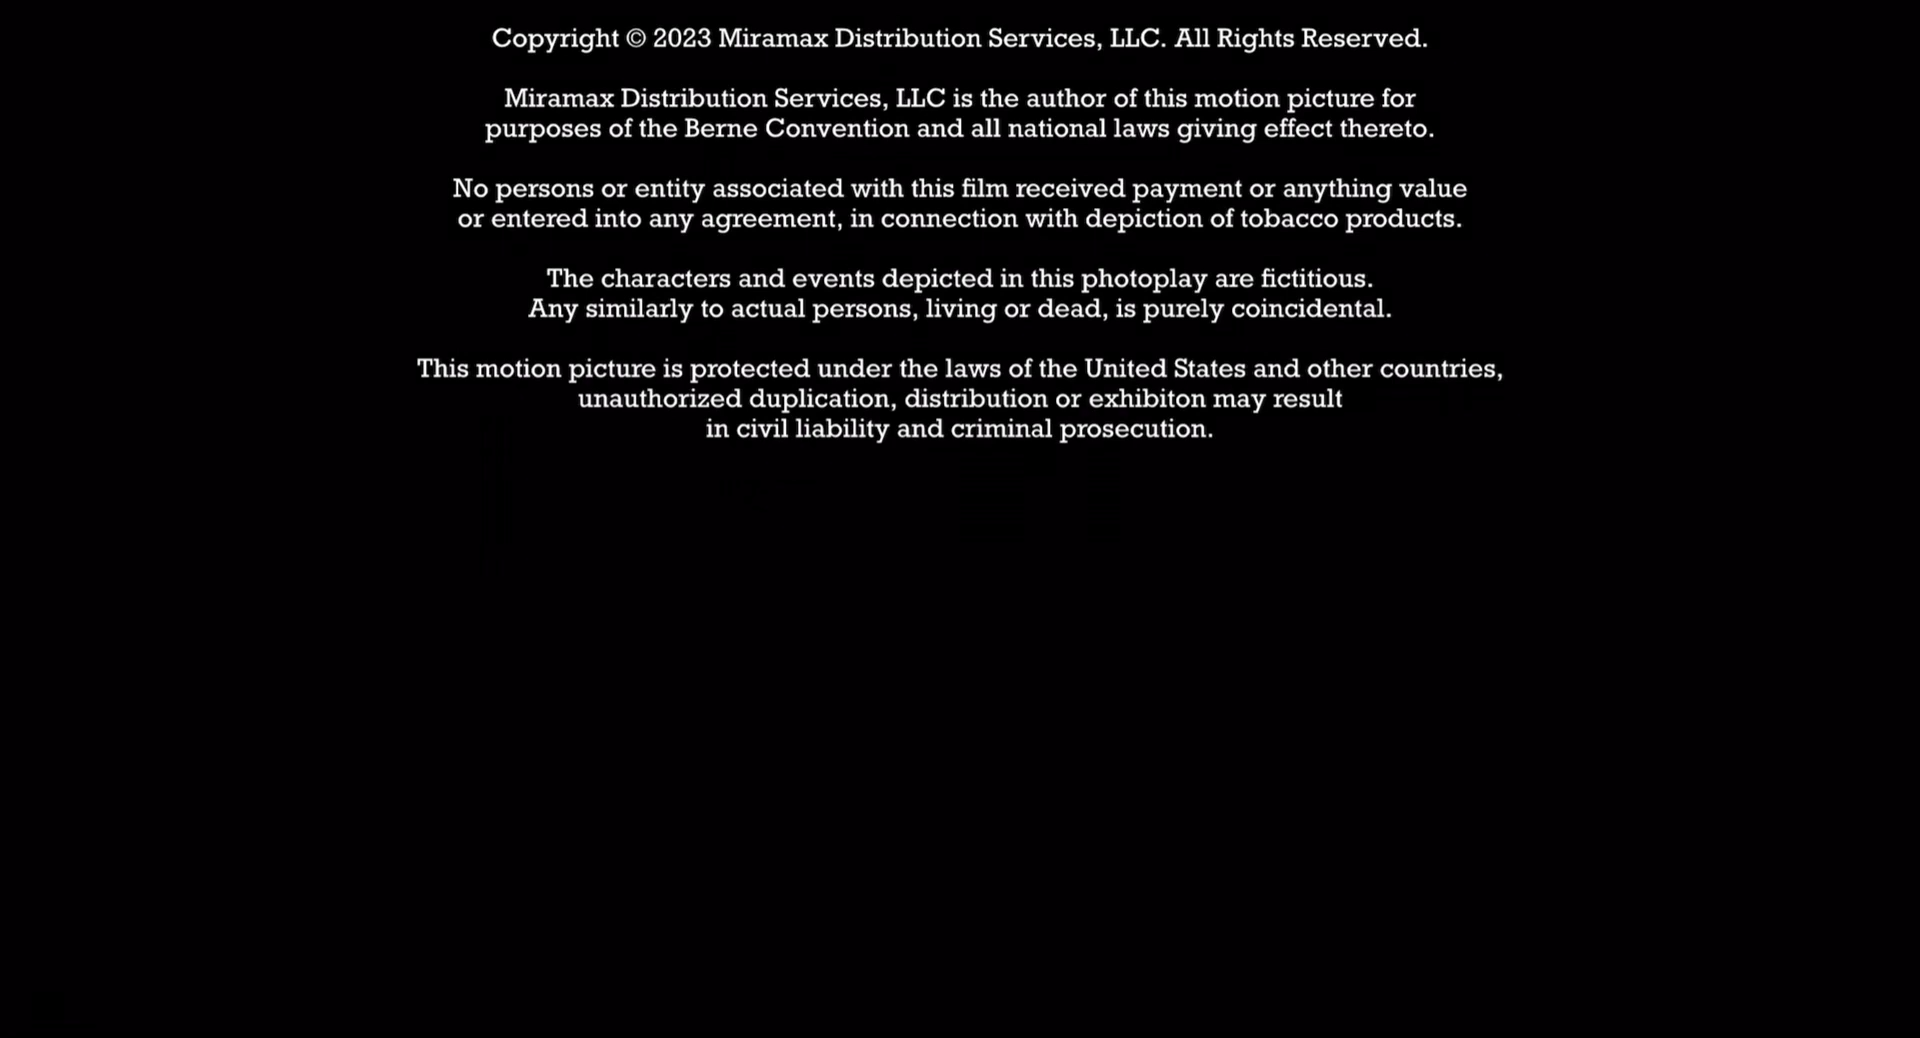 Copyright © 2023 Miramax Distribution Services, LLC. All Rights Reserved.
Miramax Distribution Services, LLC is the author of this motion picture for
purposes of the Berne Convention and all national laws giving effect thereto.
No persons or entity associated with this film received payment or anything value
or entered into any agreement, in connection with depiction of tobacco products.
The characters and events depicted in this photoplay are fictitious.
Any similarly to actual persons, living or dead, is purely coincidental.
This motion picture is protected under the laws of the United States and other countries,
unauthorized duplication, distribution or exhibiton may result
in civil liability and criminal prosecution.